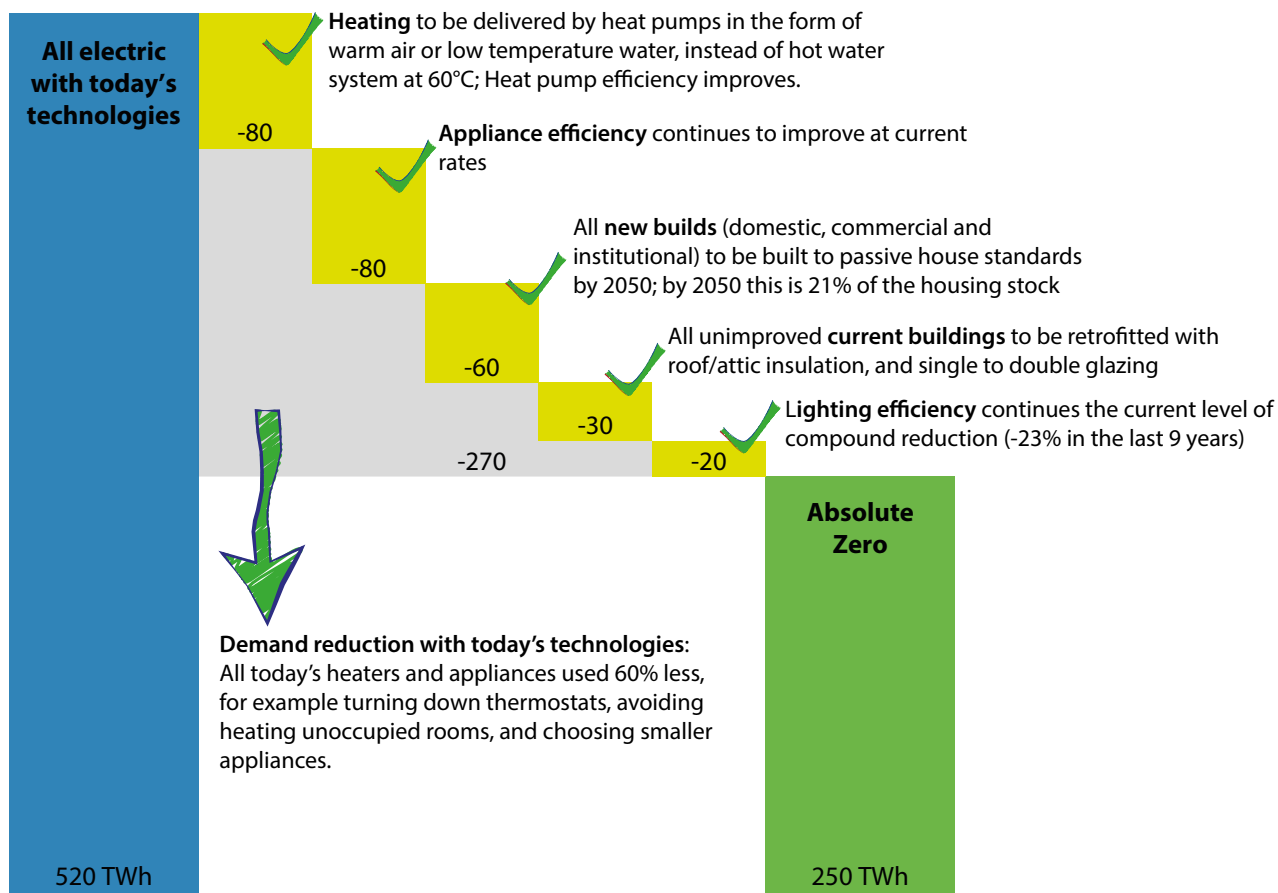 All electric
with today's
technologies
Heating to be delivered by heat pumps in the form of
warm air or low temperature water, instead of hot water
system at 60°C; Heat pump efficiency improves.
-80
Appliance efficiency continues to improve at current
rates
-80
All new builds (domestic, commercial and
institutional) to be built to passive house standards
by 2050; by 2050 this is 21% of the housing stock
-60
All unimproved current buildings to be retrofitted with
roof/attic insulation, and single to double glazing
-30
Lighting efficiency continues the current level of
compound reduction (-23% in the last 9 years)
-270
-20
Absolute
Zero
Demand reduction with today's technologies:
All today's heaters and appliances used 60% less,
for example turning down thermostats, avoiding
heating unoccupied rooms, and choosing smaller
appliances.
520 TWh
250 TWh